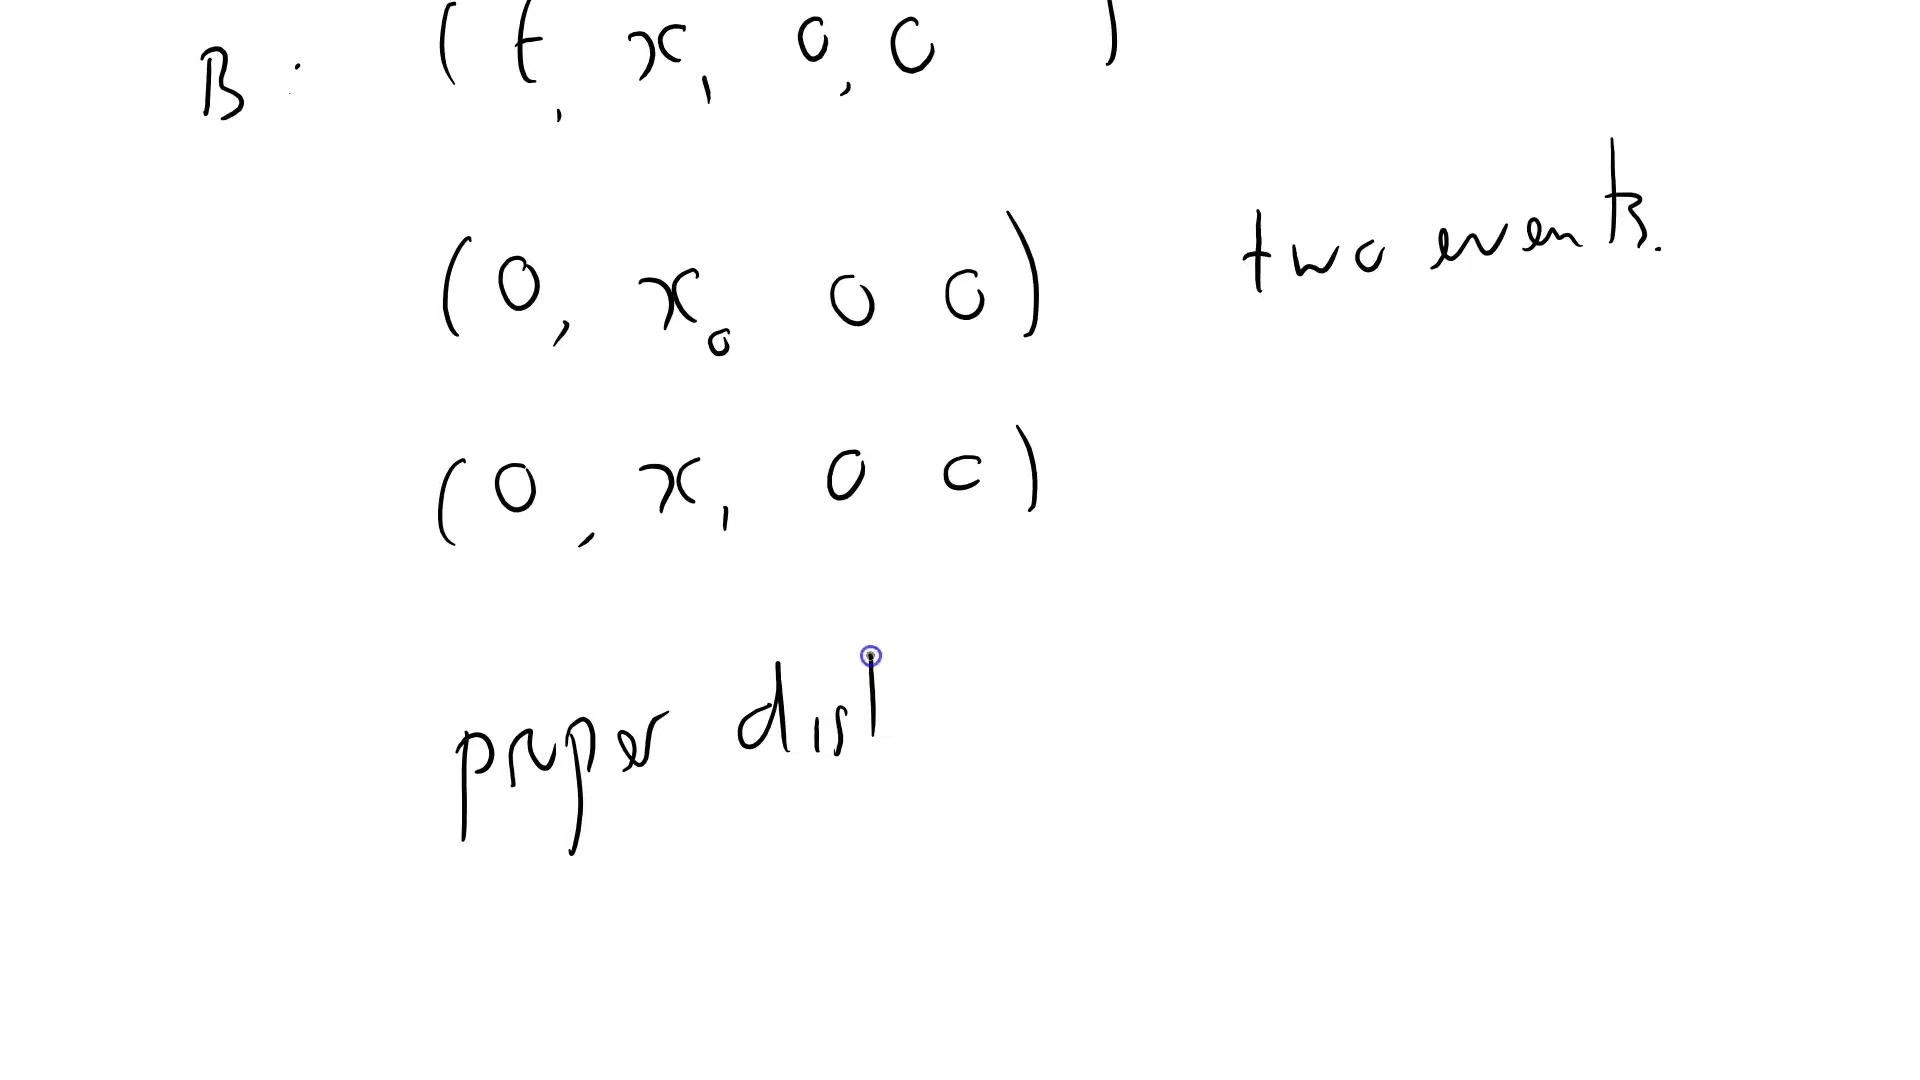 B : (t, x, 0, 0 )
(0, x₀ 0 0) two events.
(0, x₁ 0 0)
proper dist